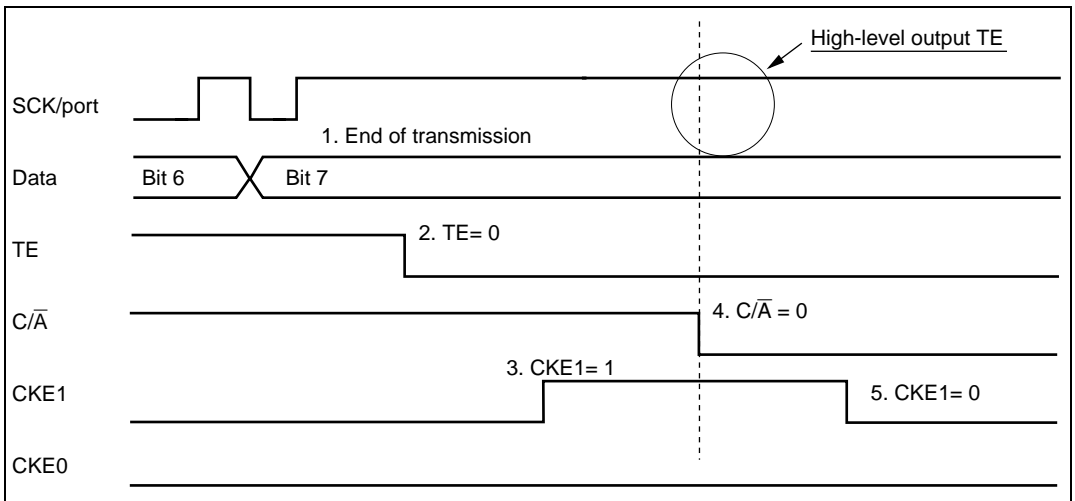 High-level output TE
SCK/port
1. End of transmission
Data
Bit 6
Bit 7
TE
2. TE= 0
C/A̅
4. C/A̅ = 0
3. CKE1= 1
CKE1
5. CKE1= 0
CKE0